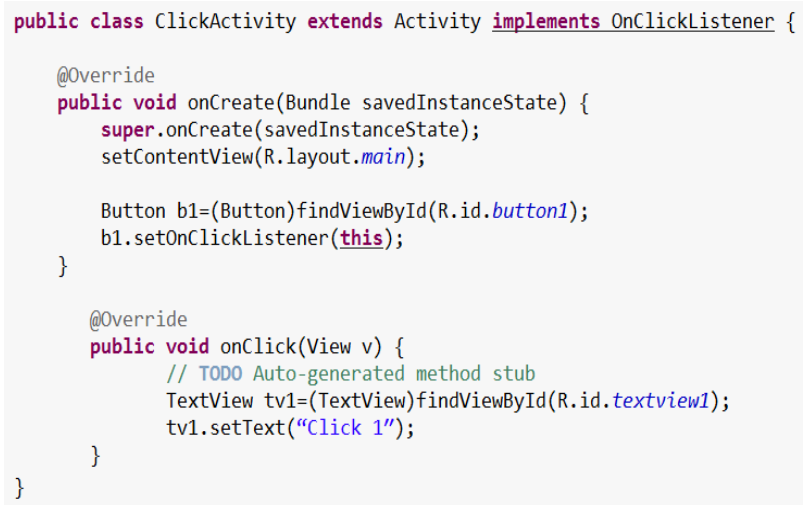 public class ClickActivity extends Activity implements OnClickListener {
@Override
public void onCreate(Bundle savedInstanceState) {
super.onCreate(savedInstanceState);
setContentView(R.layout.main);
Button b1=(Button)findViewById(R.id.button1);
b1.setOnClickListener(this);
}
@Override
public void onClick(View v) {
// TODO Auto-generated method stub
TextView tv1=(TextView)findViewById(R.id.textview1);
tv1.setText(“Click 1”);
}
}